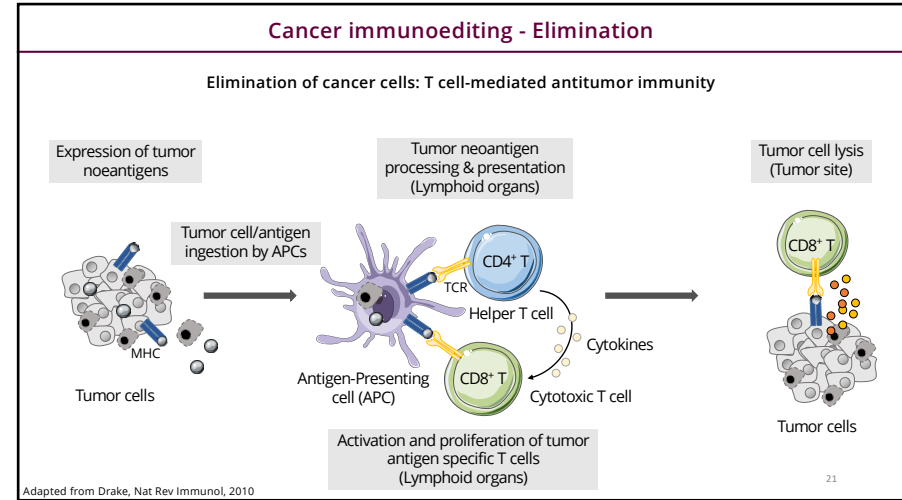 Cancer immunoediting - Elimination
Elimination of cancer cells: T cell-mediated antitumor immunity
Expression of tumor
noeantigens
Tumor cell/antigen
ingestion by APCs
Tumor neoantigen
processing & presentation
(Lymphoid organs)
Tumor cell lysis
(Tumor site)
MHC
Tumor cells
CD4⁺ T
TCR
Helper T cell
Cytokines
Antigen-Presenting
cell (APC)
CD8⁺ T
Cytotoxic T cell
CD8⁺ T
Tumor cells
Activation and proliferation of tumor
antigen specific T cells
(Lymphoid organs)
Adapted from Drake, Nat Rev Immunol, 2010
21